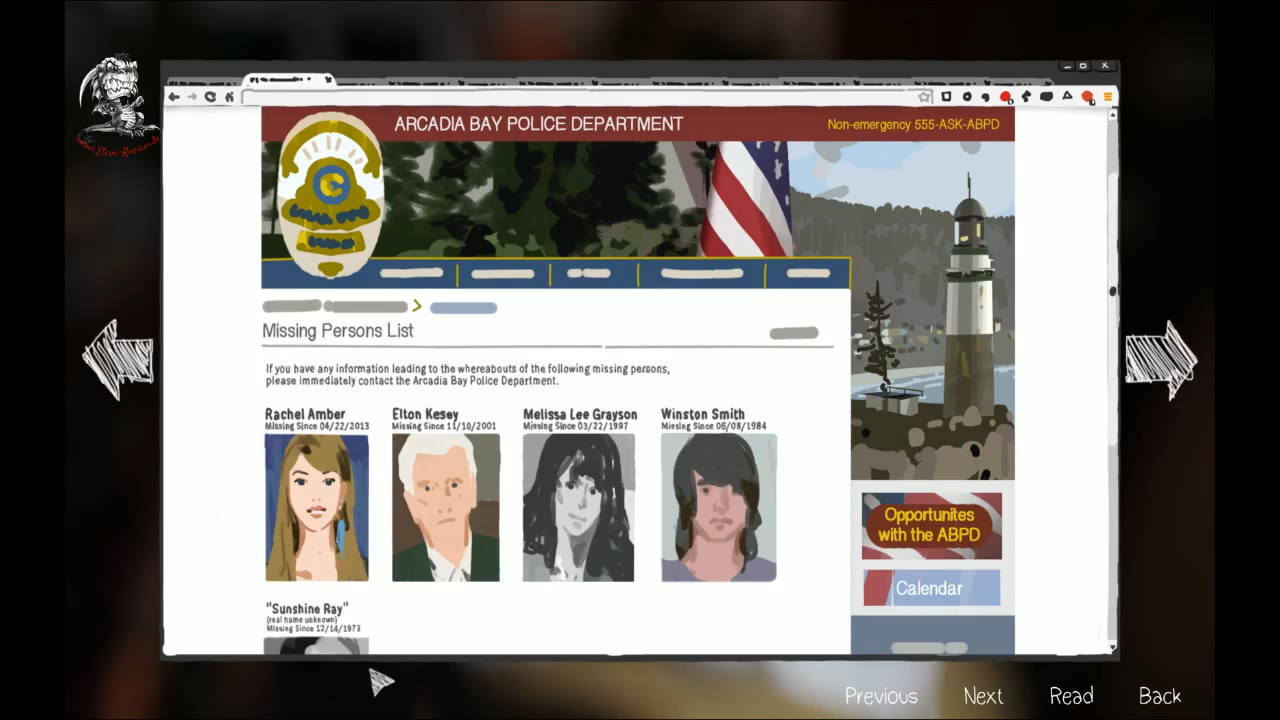 ARCADIA BAY POLICE DEPARTMENT
Non-emergency 555-ASK-ABPD
Missing Persons List
If you have any information leading to the whereabouts of the following missing persons,
please immediately contact the Arcadia Bay Police Department.
Rachel Amber
Missing Since 04/22/2013
Elton Kesey
Missing Since 11/10/2001
Melissa Lee Grayson
Missing Since 03/22/1997
Winston Smith
Missing Since 06/08/1984
"Sunshine Ray"
(real name unknown)
Missing Since 12/14/1973
Opportunites
with the ABPD
Calendar
Previous
Next
Read
Back